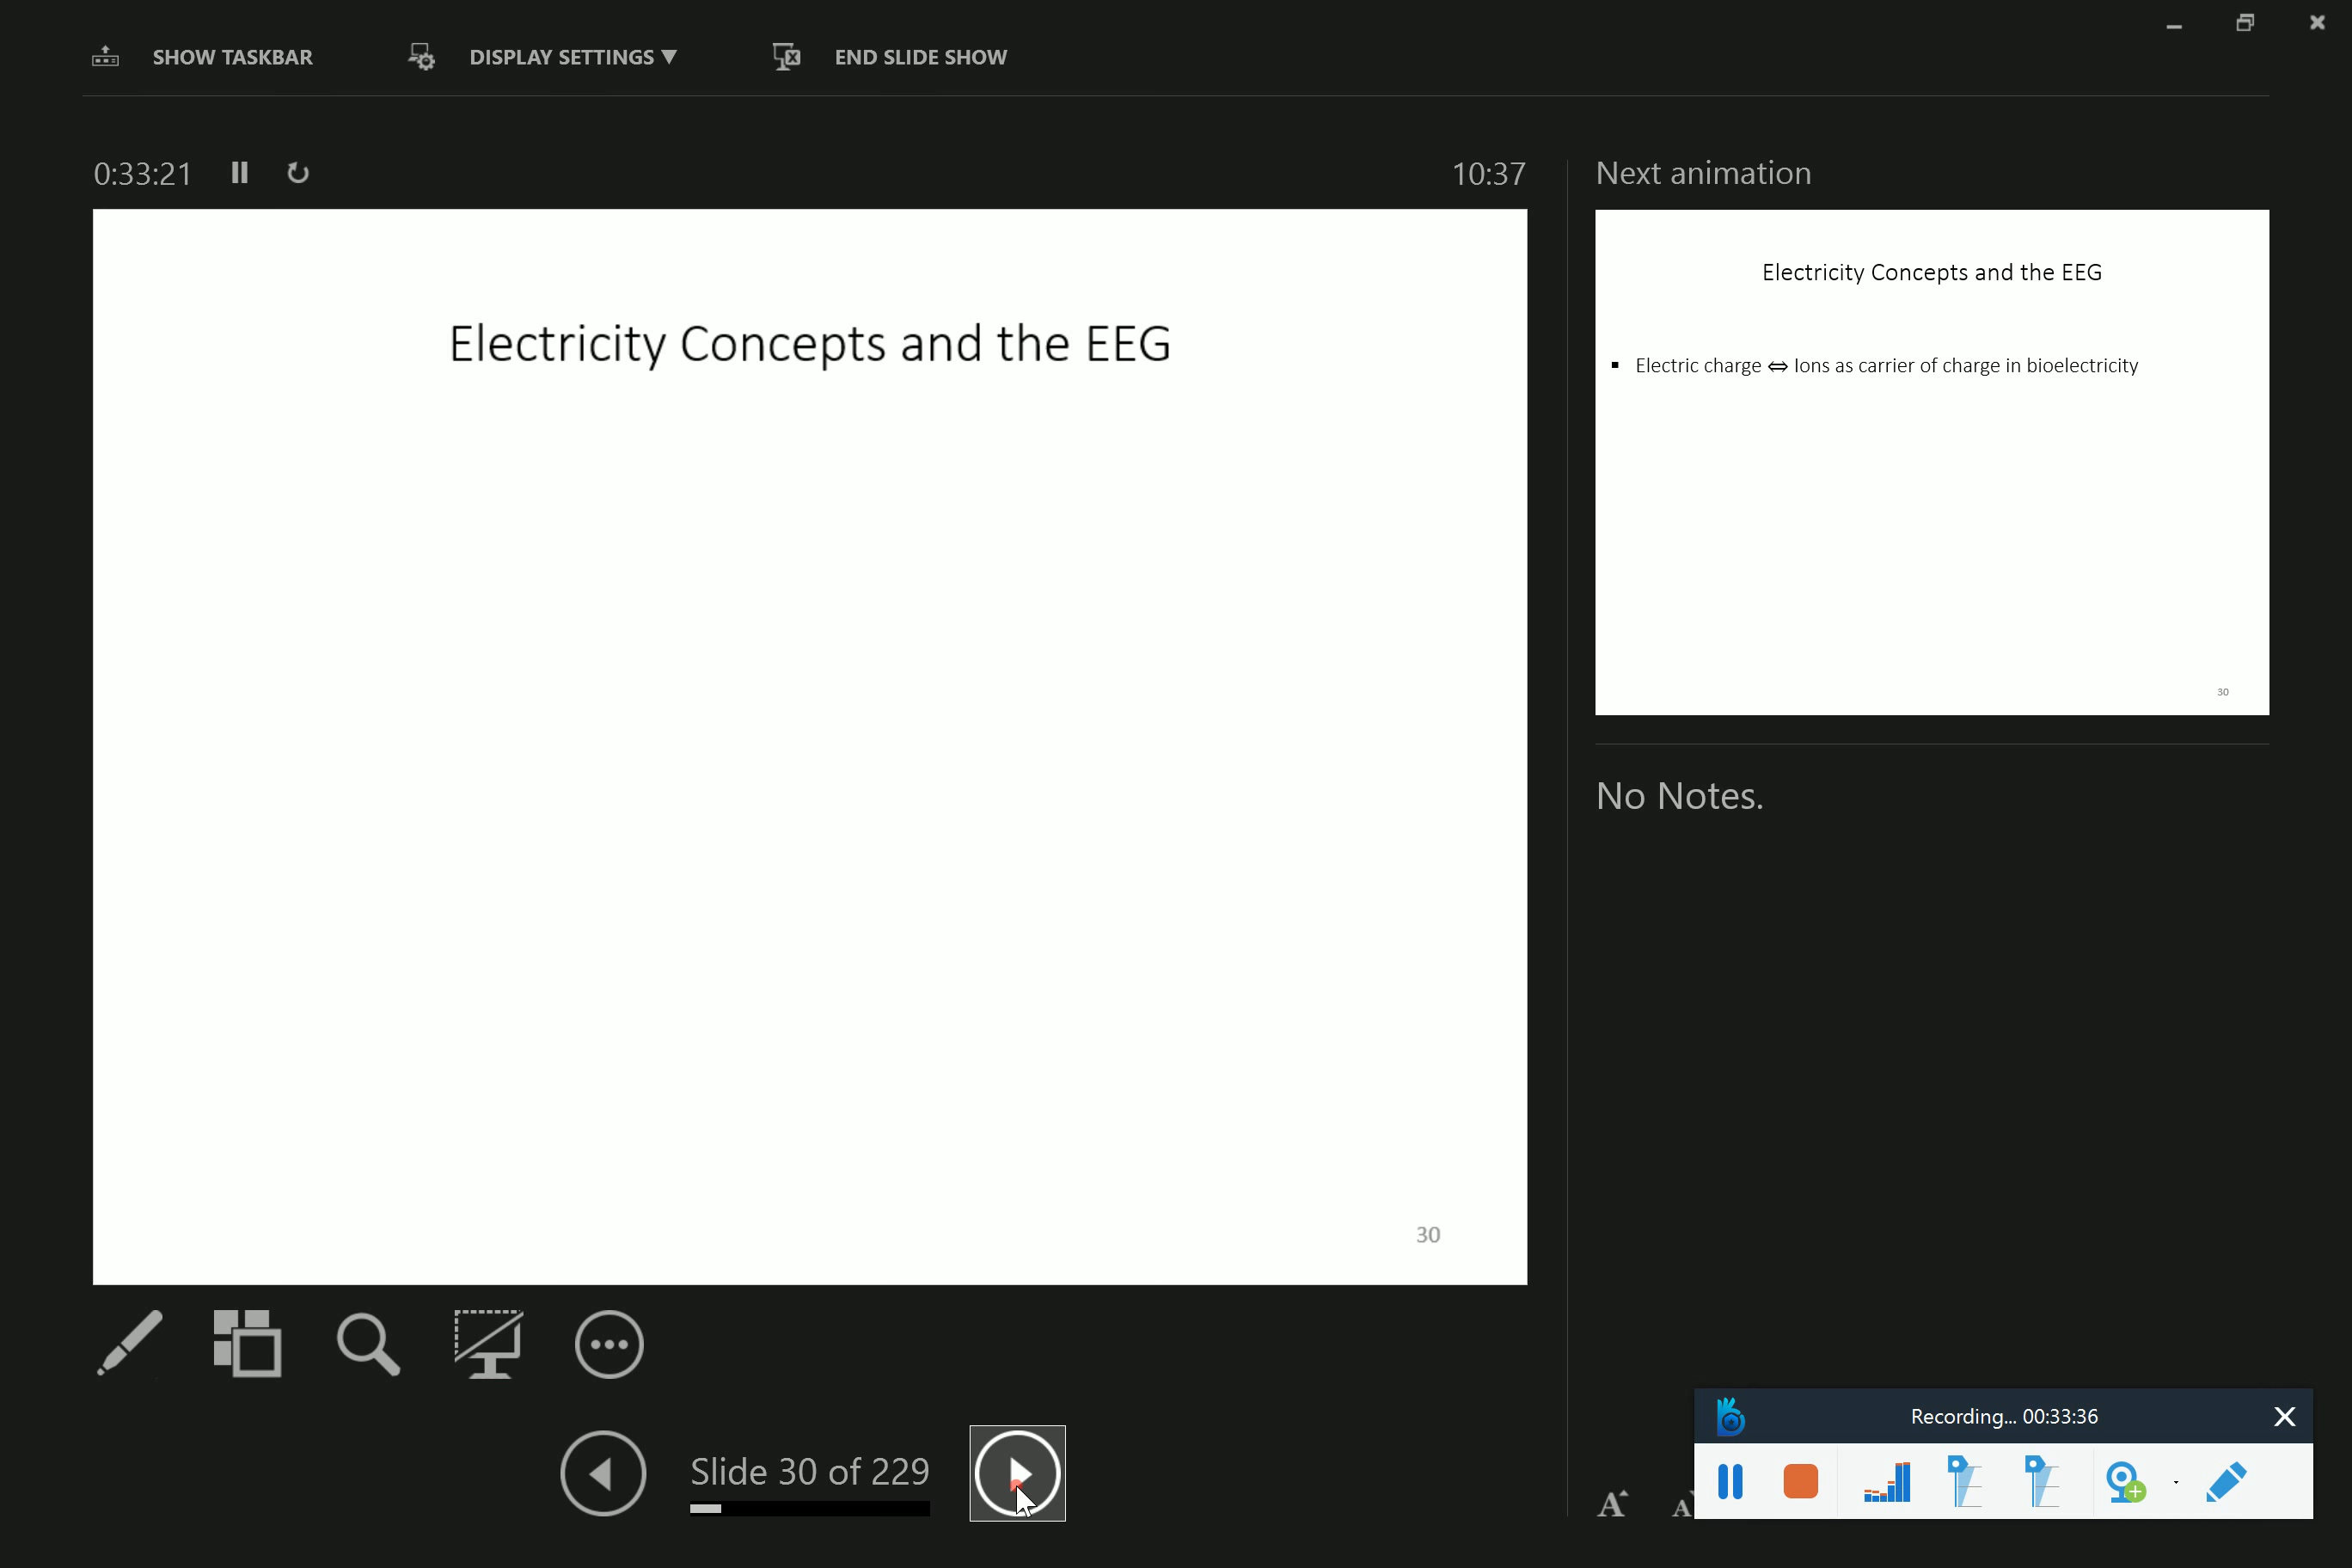 SHOW TASKBAR
DISPLAY SETTINGS ▼
END SLIDE SHOW
0:33:21
10:37
Electricity Concepts and the EEG
30
Next animation
Electricity Concepts and the EEG
▪ Electric charge ⇔ Ions as carrier of charge in bioelectricity
30
No Notes.
Slide 30 of 229
A A
Recording... 00:33:36